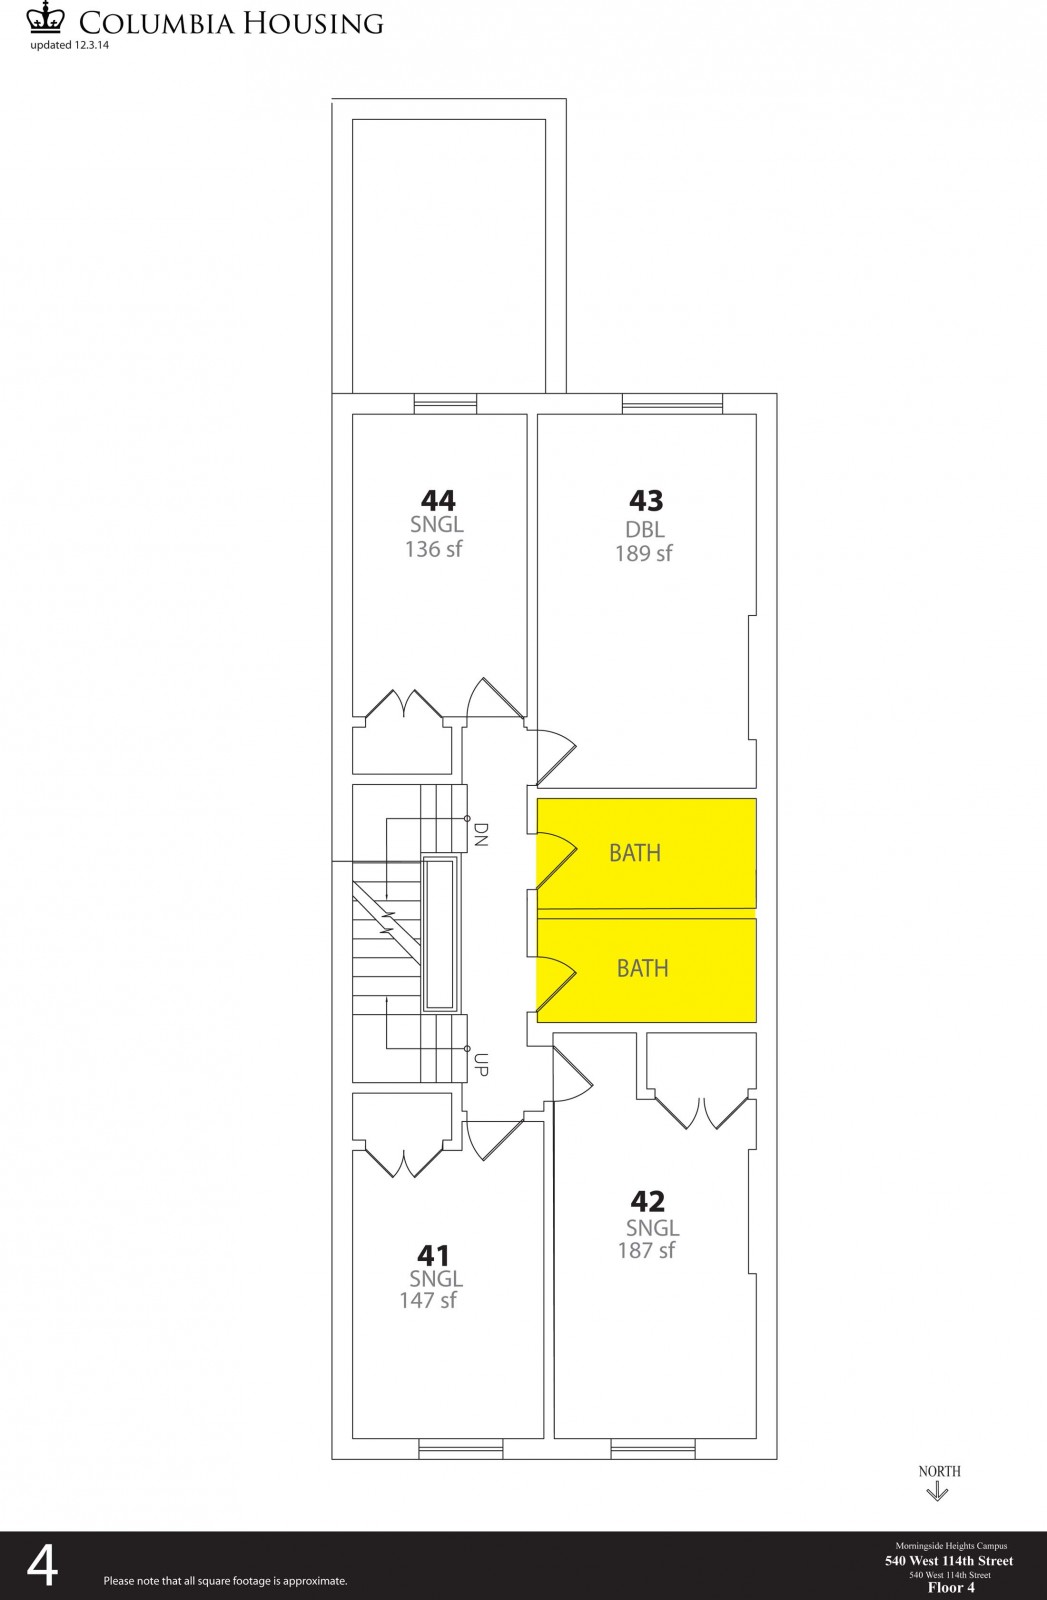 COLUMBIA HOUSING
updated 12.3.14
44
SNGL
136 sf
43
DBL
189 sf
DN
BATH
BATH
UP
42
SNGL
187 sf
41
SNGL
147 sf
NORTH
4
Please note that all square footage is approximate.
Morningside Heights Campus
540 West 114th Street
540 West 114th Street
Floor 4